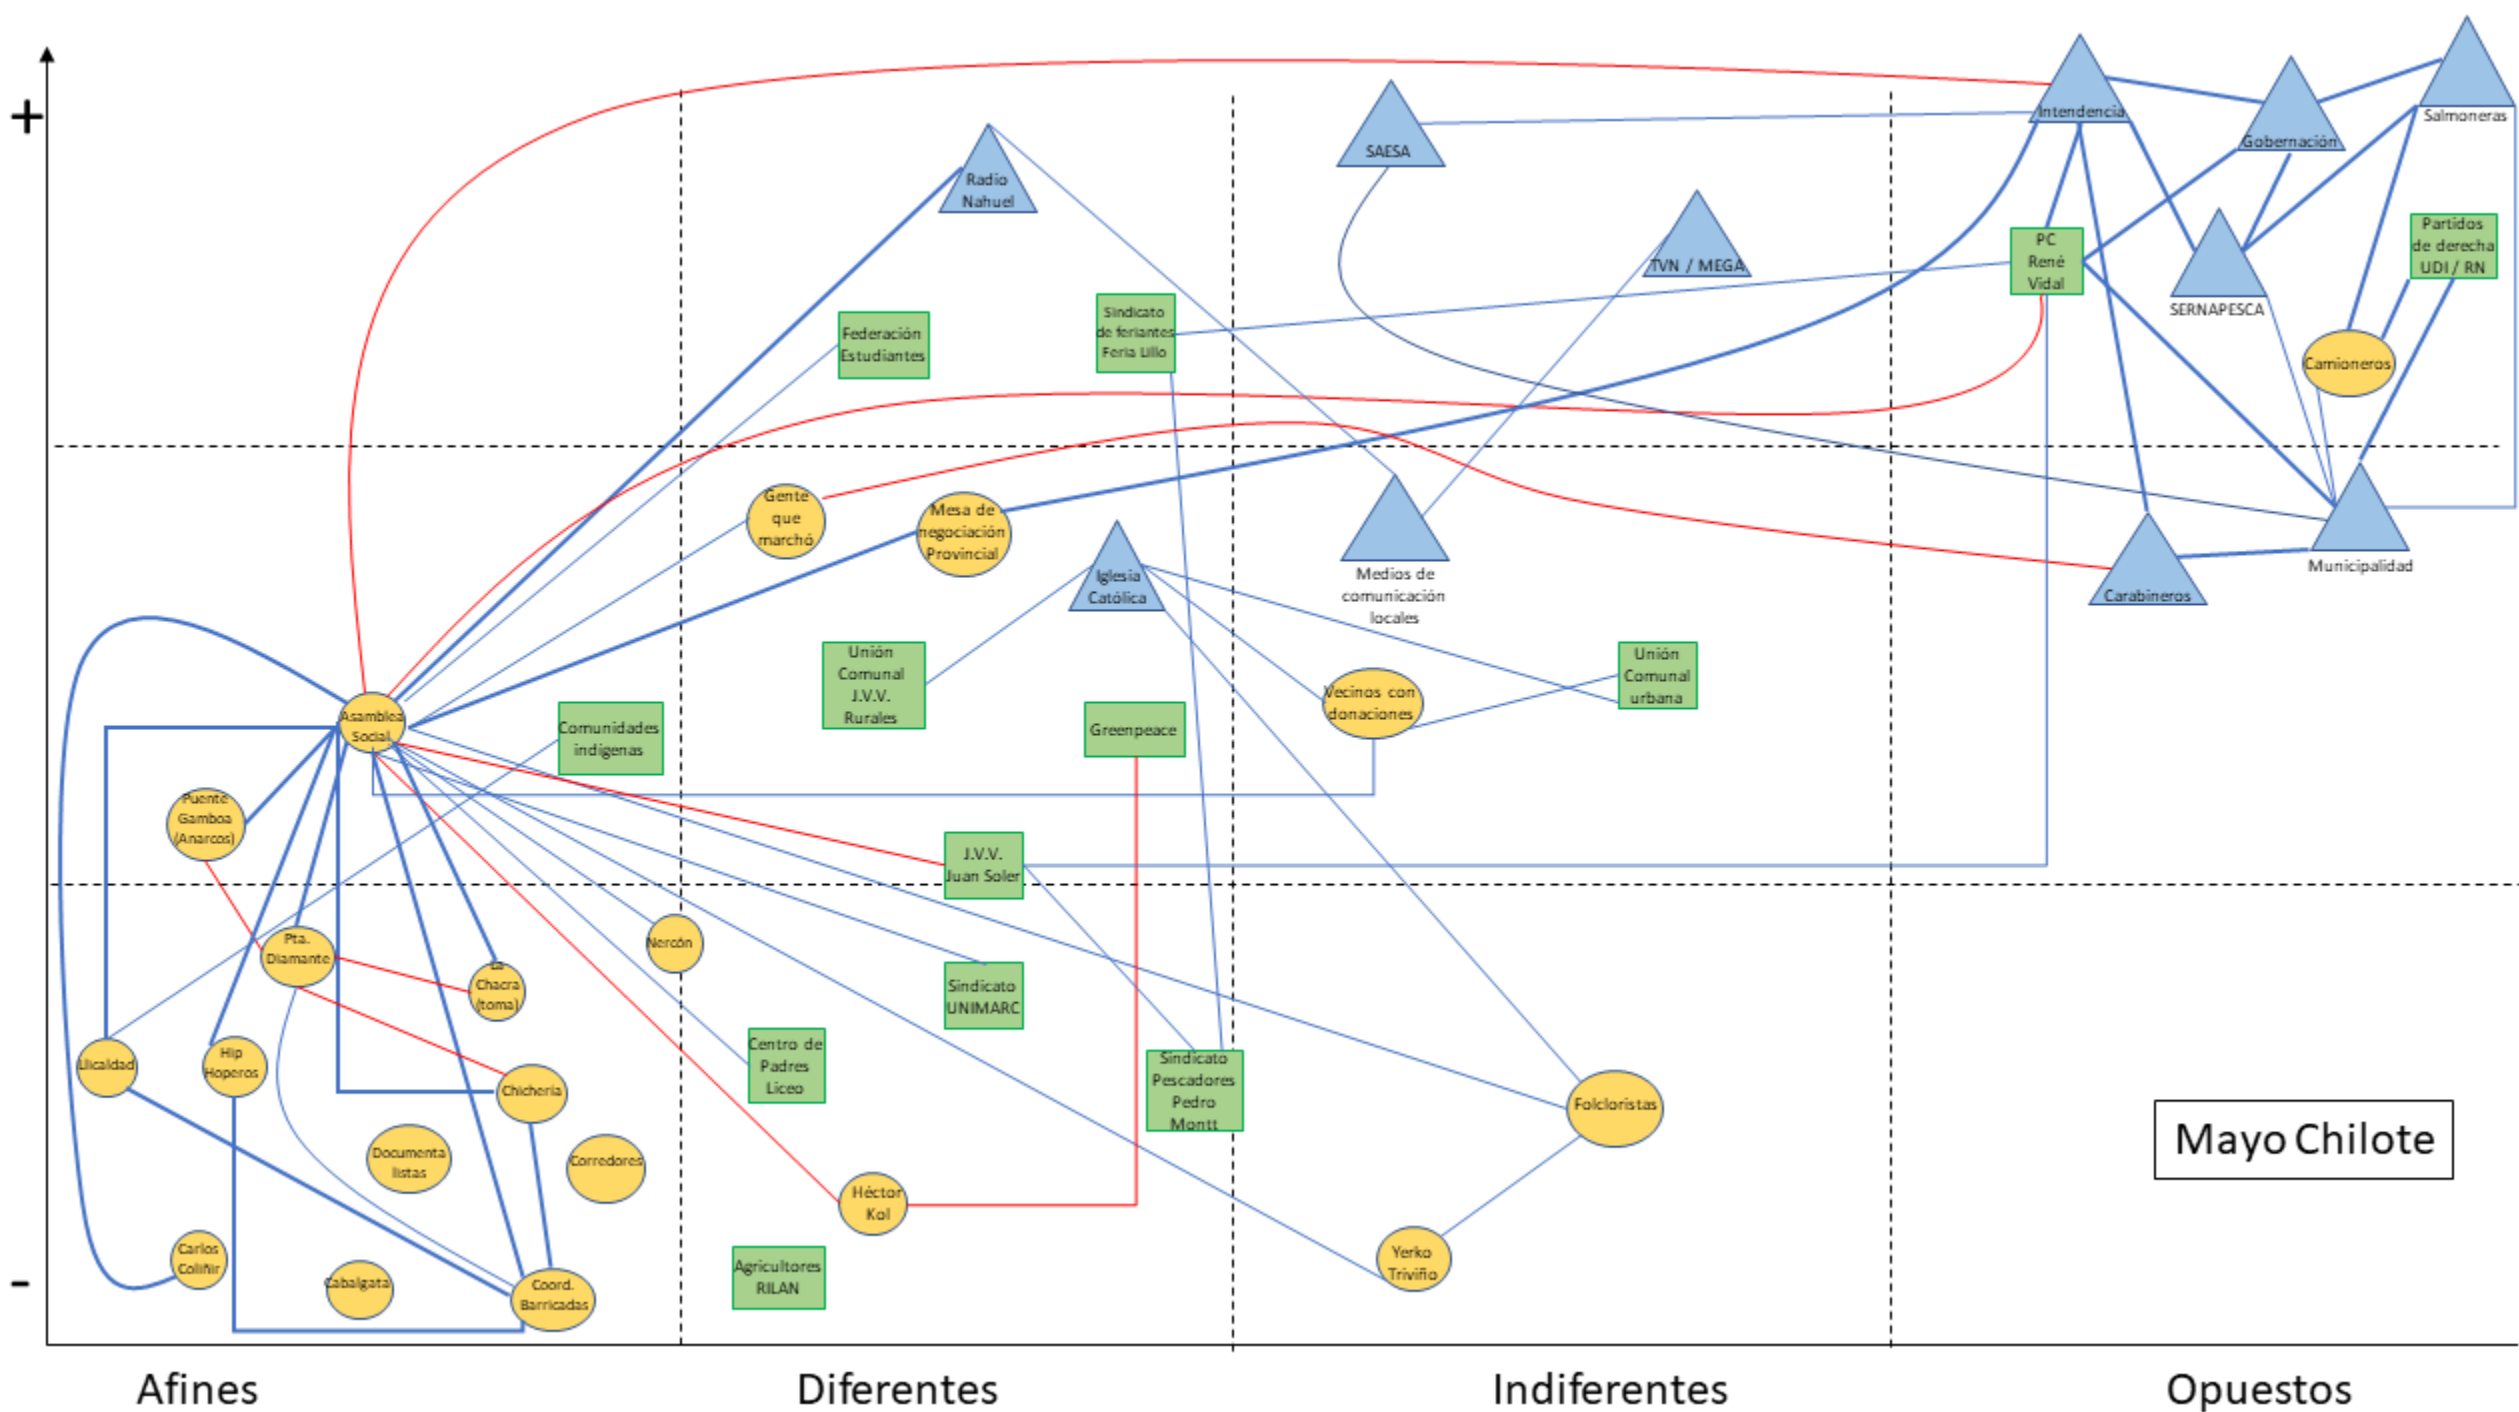 +
Salmoneras
Intendencia
Gobernación
SAESA
Radio
Nahuel
TVN / MEGA
PC
René
Vidal
Partidos
de derecha
UDI / RN
SERNAPESCA
Sindicato
de feriantes
Feria Lillo
Federación
Estudiantes
Camioneros
Gente
que
marchó
Mesa de
negociación
Provincial
Iglesia
Católica
Medios de
comunicación
locales
Municipalidad
Carabineros
Unión
Comunal
J.V.V.
Rurales
Unión
Comunal
urbana
Vecinos con
donaciones
Asamblea
Social
Comunidades
indígenas
Greenpeace
Puente
Gamboa
(Anarcos)
J.V.V.
Juan Soler
Pta.
Diamante
Nercón
La
Chacra
(toma)
Sindicato
UNIMARC
Llicaldad
Hip
Hoperos
Chichería
Centro de
Padres
Liceo
Sindicato
Pescadores
Pedro
Montt
Folcloristas
Mayo Chilote
Documenta
listas
Corredores
Héctor
Kol
Carlos
Coliñir
Cabalgata
Coord.
Barricadas
Agricultores
RILAN
Yerko
Triviño
-
Afines
Diferentes
Indiferentes
Opuestos